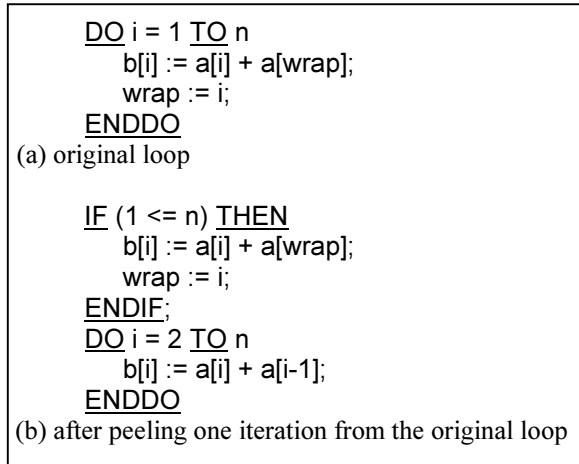 DO i = 1 TO n
b[i] := a[i] + a[wrap];
wrap := i;
ENDDO
(a) original loop
IF (1 <= n) THEN
b[i] := a[i] + a[wrap];
wrap := i;
ENDIF;
DO i = 2 TO n
b[i] := a[i] + a[i-1];
ENDDO
(b) after peeling one iteration from the original loop